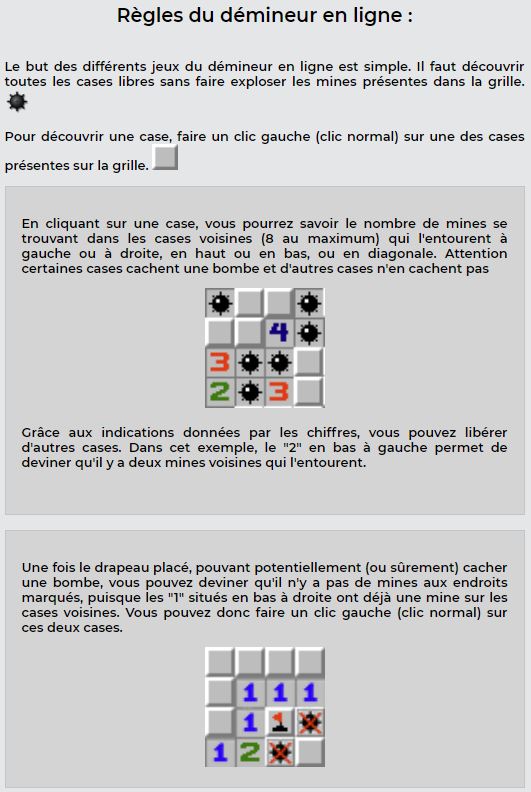 Règles du démineur en ligne :
Le but des différents jeux du démineur en ligne est simple. Il faut découvrir
toutes les cases libres sans faire exploser les mines présentes dans la grille.
Pour découvrir une case, faire un clic gauche (clic normal) sur une des cases
présentes sur la grille.
En cliquant sur une case, vous pourrez savoir le nombre de mines se
trouvant dans les cases voisines (8 au maximum) qui l'entourent à
gauche ou à droite, en haut ou en bas, ou en diagonale. Attention
certaines cases cachent une bombe et d'autres cases n'en cachent pas
4
3
2 3
Grâce aux indications données par les chiffres, vous pouvez libérer
d'autres cases. Dans cet exemple, le "2" en bas à gauche permet de
deviner qu'il y a deux mines voisines qui l'entourent.
Une fois le drapeau placé, pouvant potentiellement (ou sûrement) cacher
une bombe, vous pouvez deviner qu'il n'y a pas de mines aux endroits
marqués, puisque les "1" situés en bas à droite ont déjà une mine sur les
cases voisines. Vous pouvez donc faire un clic gauche (clic normal) sur
ces deux cases.
1 1 1
1
1 2